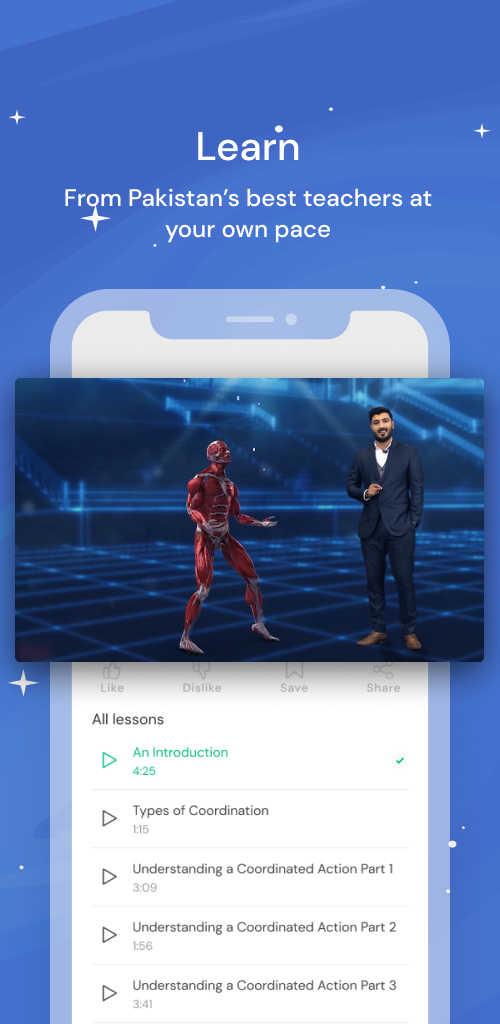 Learn
From Pakistan's best teachers at
your own pace
Like
Dislike
Save
Share
All lessons
An Introduction
4:25
Types of Coordination
1:15
Understanding a Coordinated Action Part 1
3:09
Understanding a Coordinated Action Part 2
1:56
Understanding a Coordinated Action Part 3
3:41